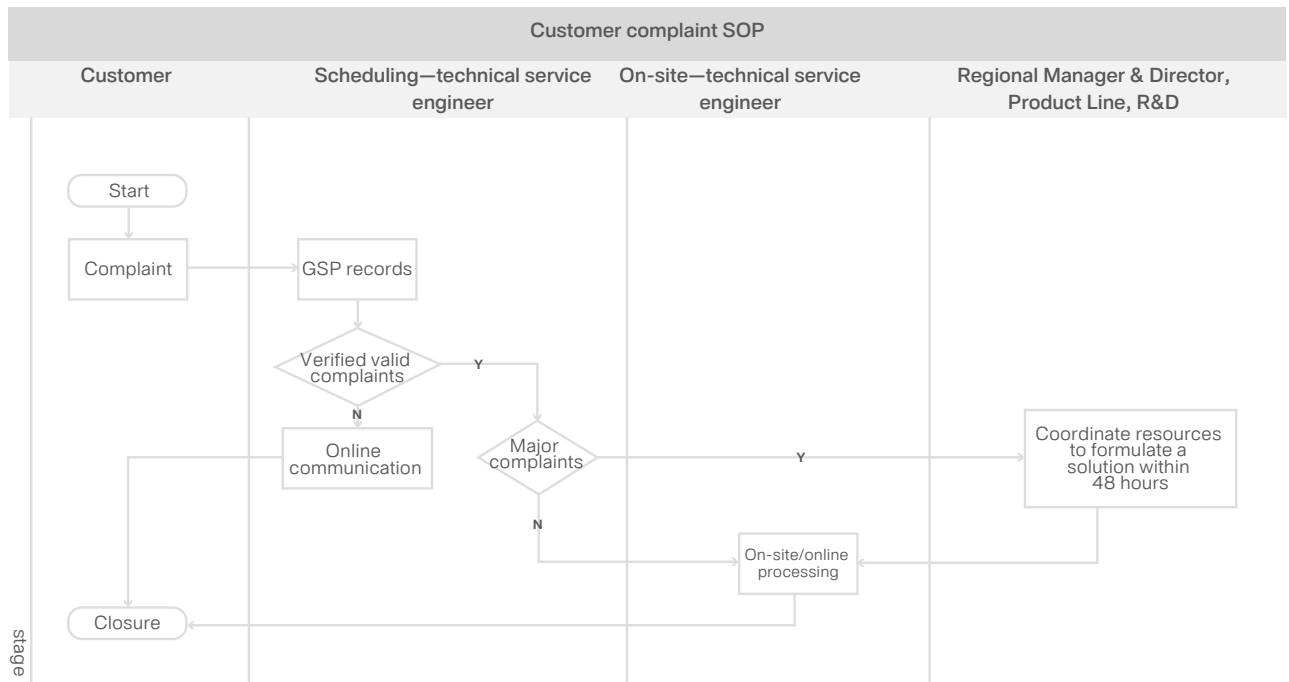 Customer complaint SOP
Customer
Scheduling—technical service
engineer
On-site—technical service
engineer
Regional Manager & Director,
Product Line, R&D
Start
Complaint
GSP records
Verified valid
complaints
Y
N
Online
communication
Major
complaints
Y
Coordinate resources
to formulate a
solution within
48 hours
N
On-site/online
processing
Closure
stage